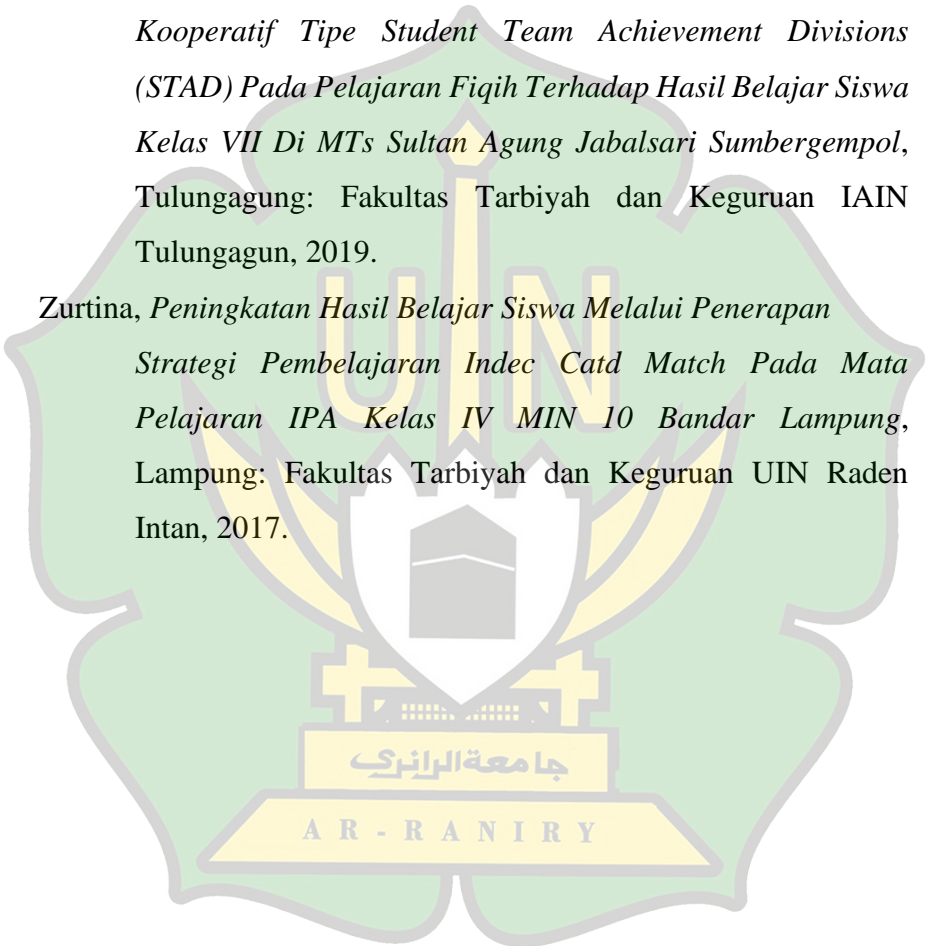 Kooperatif Tipe Student Team Achievement Divisions
(STAD) Pada Pelajaran Fiqih Terhadap Hasil Belajar Siswa
Kelas VII Di MTs Sultan Agung Jabalsari Sumbergempol,
Tulungagung: Fakultas Tarbiyah dan Keguruan IAIN
Tulungagun, 2019.
Zurtina, Peningkatan Hasil Belajar Siswa Melalui Penerapan
Strategi Pembelajaran Indec Catd Match Pada Mata
Pelajaran IPA Kelas IV MIN 10 Bandar Lampung,
Lampung: Fakultas Tarbiyah dan Keguruan UIN Raden
Intan, 2017.
UIN
جامعةالرانري
AR-RANIRY